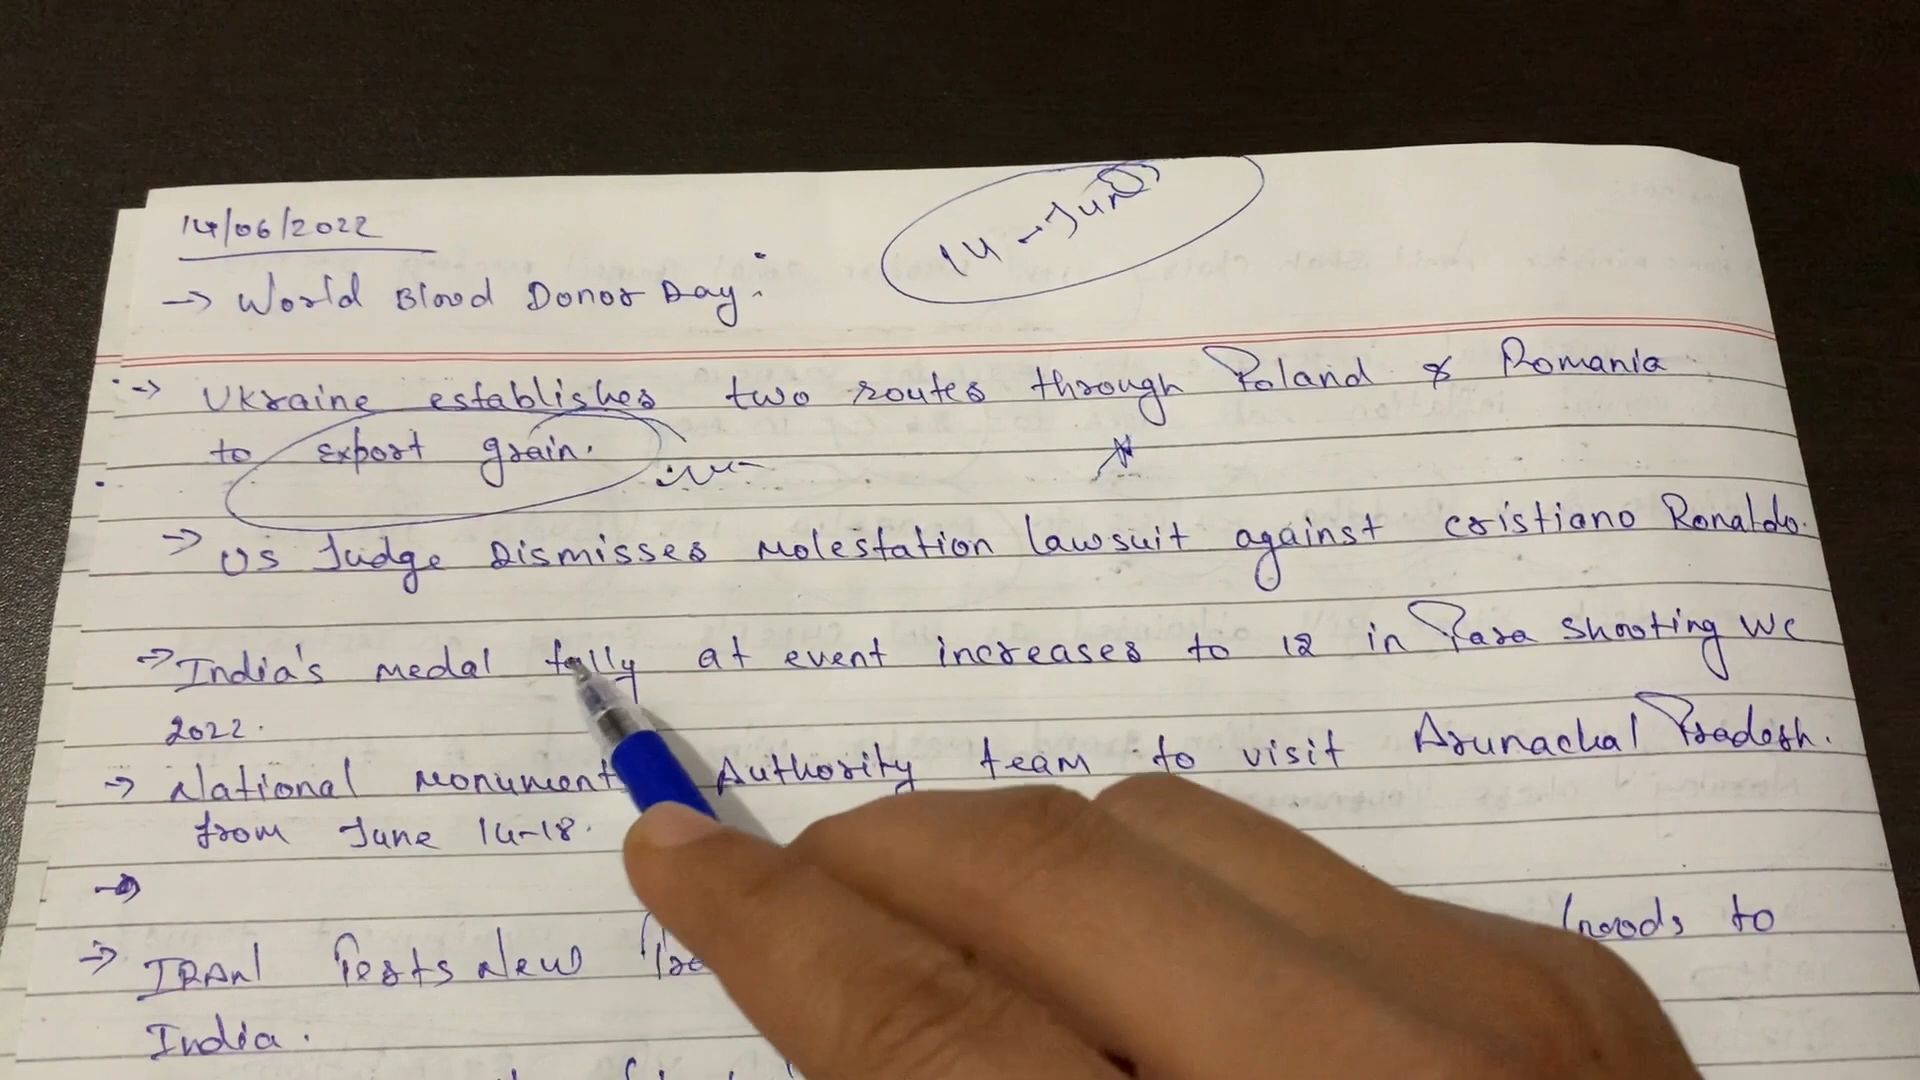 14/06/2022
14-June
→ World Blood Donor Day.
→ Ukraine establishes two routes through Poland & Romania
to export grain.
→ US Judge Dismisses Molestation lawsuit against cristiano Ronaldo.
→ India's medal tally at event increases to 12 in Para Shooting WC
2022.
→ National Monument Authority team to visit Arunachal Pradesh.
from June 14-18.
→
→ IRAN Tests New goods to
India.